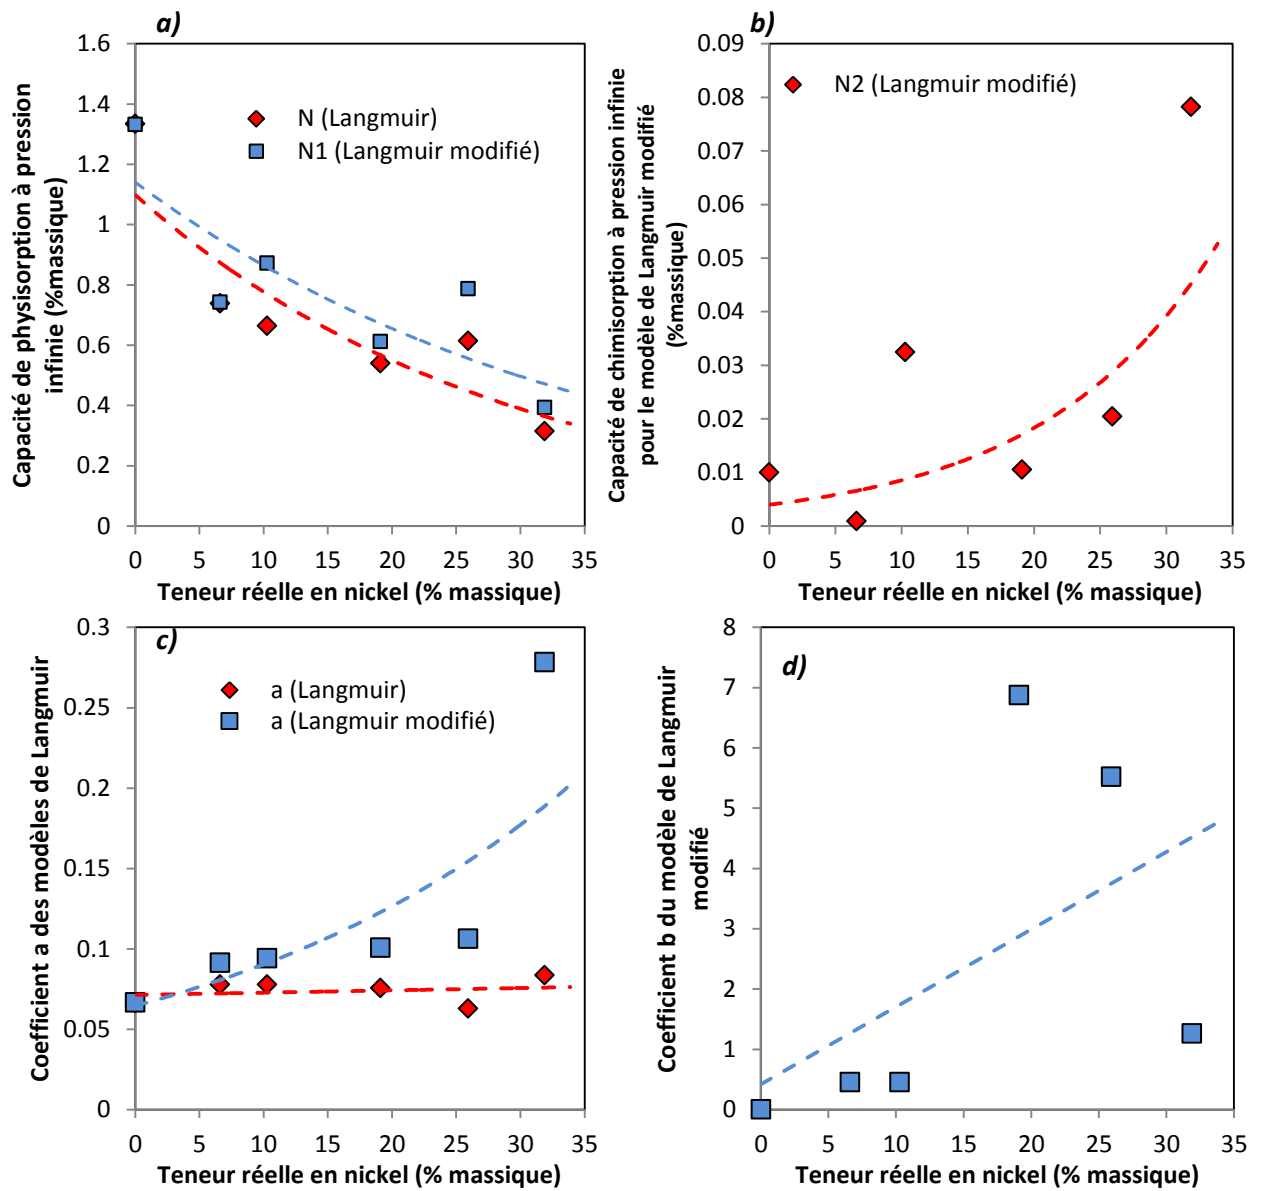 a)
Capacité de physisorption à pression
infinie (%massique)
1.6
1.4
1.2
1
0.8
0.6
0.4
0.2
0
N (Langmuir)
N1 (Langmuir modifié)
0 5 10 15 20 25 30 35
Teneur réelle en nickel (% massique)
b)
Capacité de chimisorption à pression infinie
pour le modèle de Langmuir modifié
(%massique)
0.09
0.08
0.07
0.06
0.05
0.04
0.03
0.02
0.01
0
N2 (Langmuir modifié)
0 5 10 15 20 25 30 35
Teneur réelle en nickel (% massique)
c)
Coefficient a des modèles de Langmuir
0.3
0.25
0.2
0.15
0.1
0.05
0
a (Langmuir)
a (Langmuir modifié)
0 5 10 15 20 25 30 35
Teneur réelle en nickel (% massique)
d)
Coefficient b du modèle de Langmuir
modifié
8
7
6
5
4
3
2
1
0
0 5 10 15 20 25 30 35
Teneur réelle en nickel (% massique)